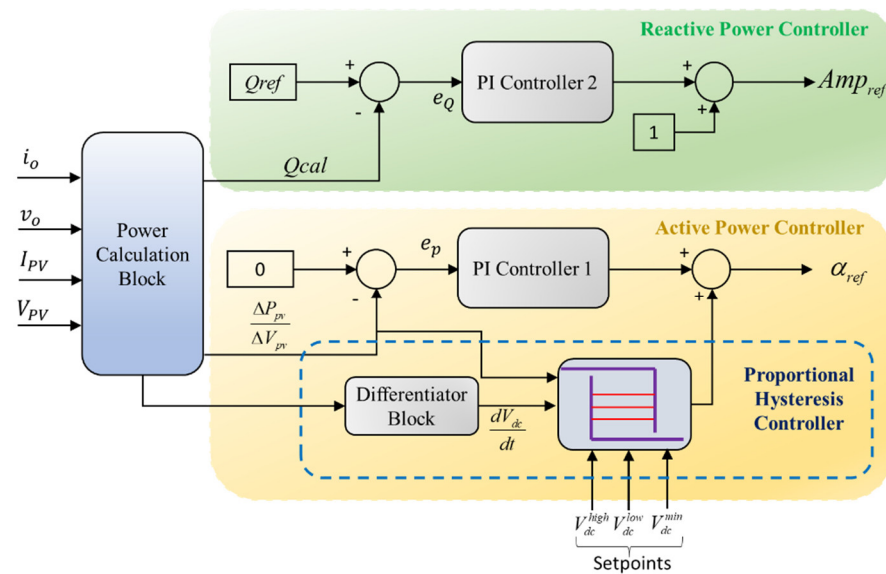 Reactive Power Controller
Qref
+
-
e_Q
PI Controller 2
+
+
1
Amp_ref
Qcal
i_o
v_o
I_PV
V_PV
Power
Calculation
Block
Active Power Controller
0
+
-
e_p
PI Controller 1
+
+
α_ref
ΔP_pv
ΔV_pv
Differentiator
Block
dV_dc
dt
Proportional
Hysteresis
Controller
V_dc^high V_dc^low V_dc^min
Setpoints